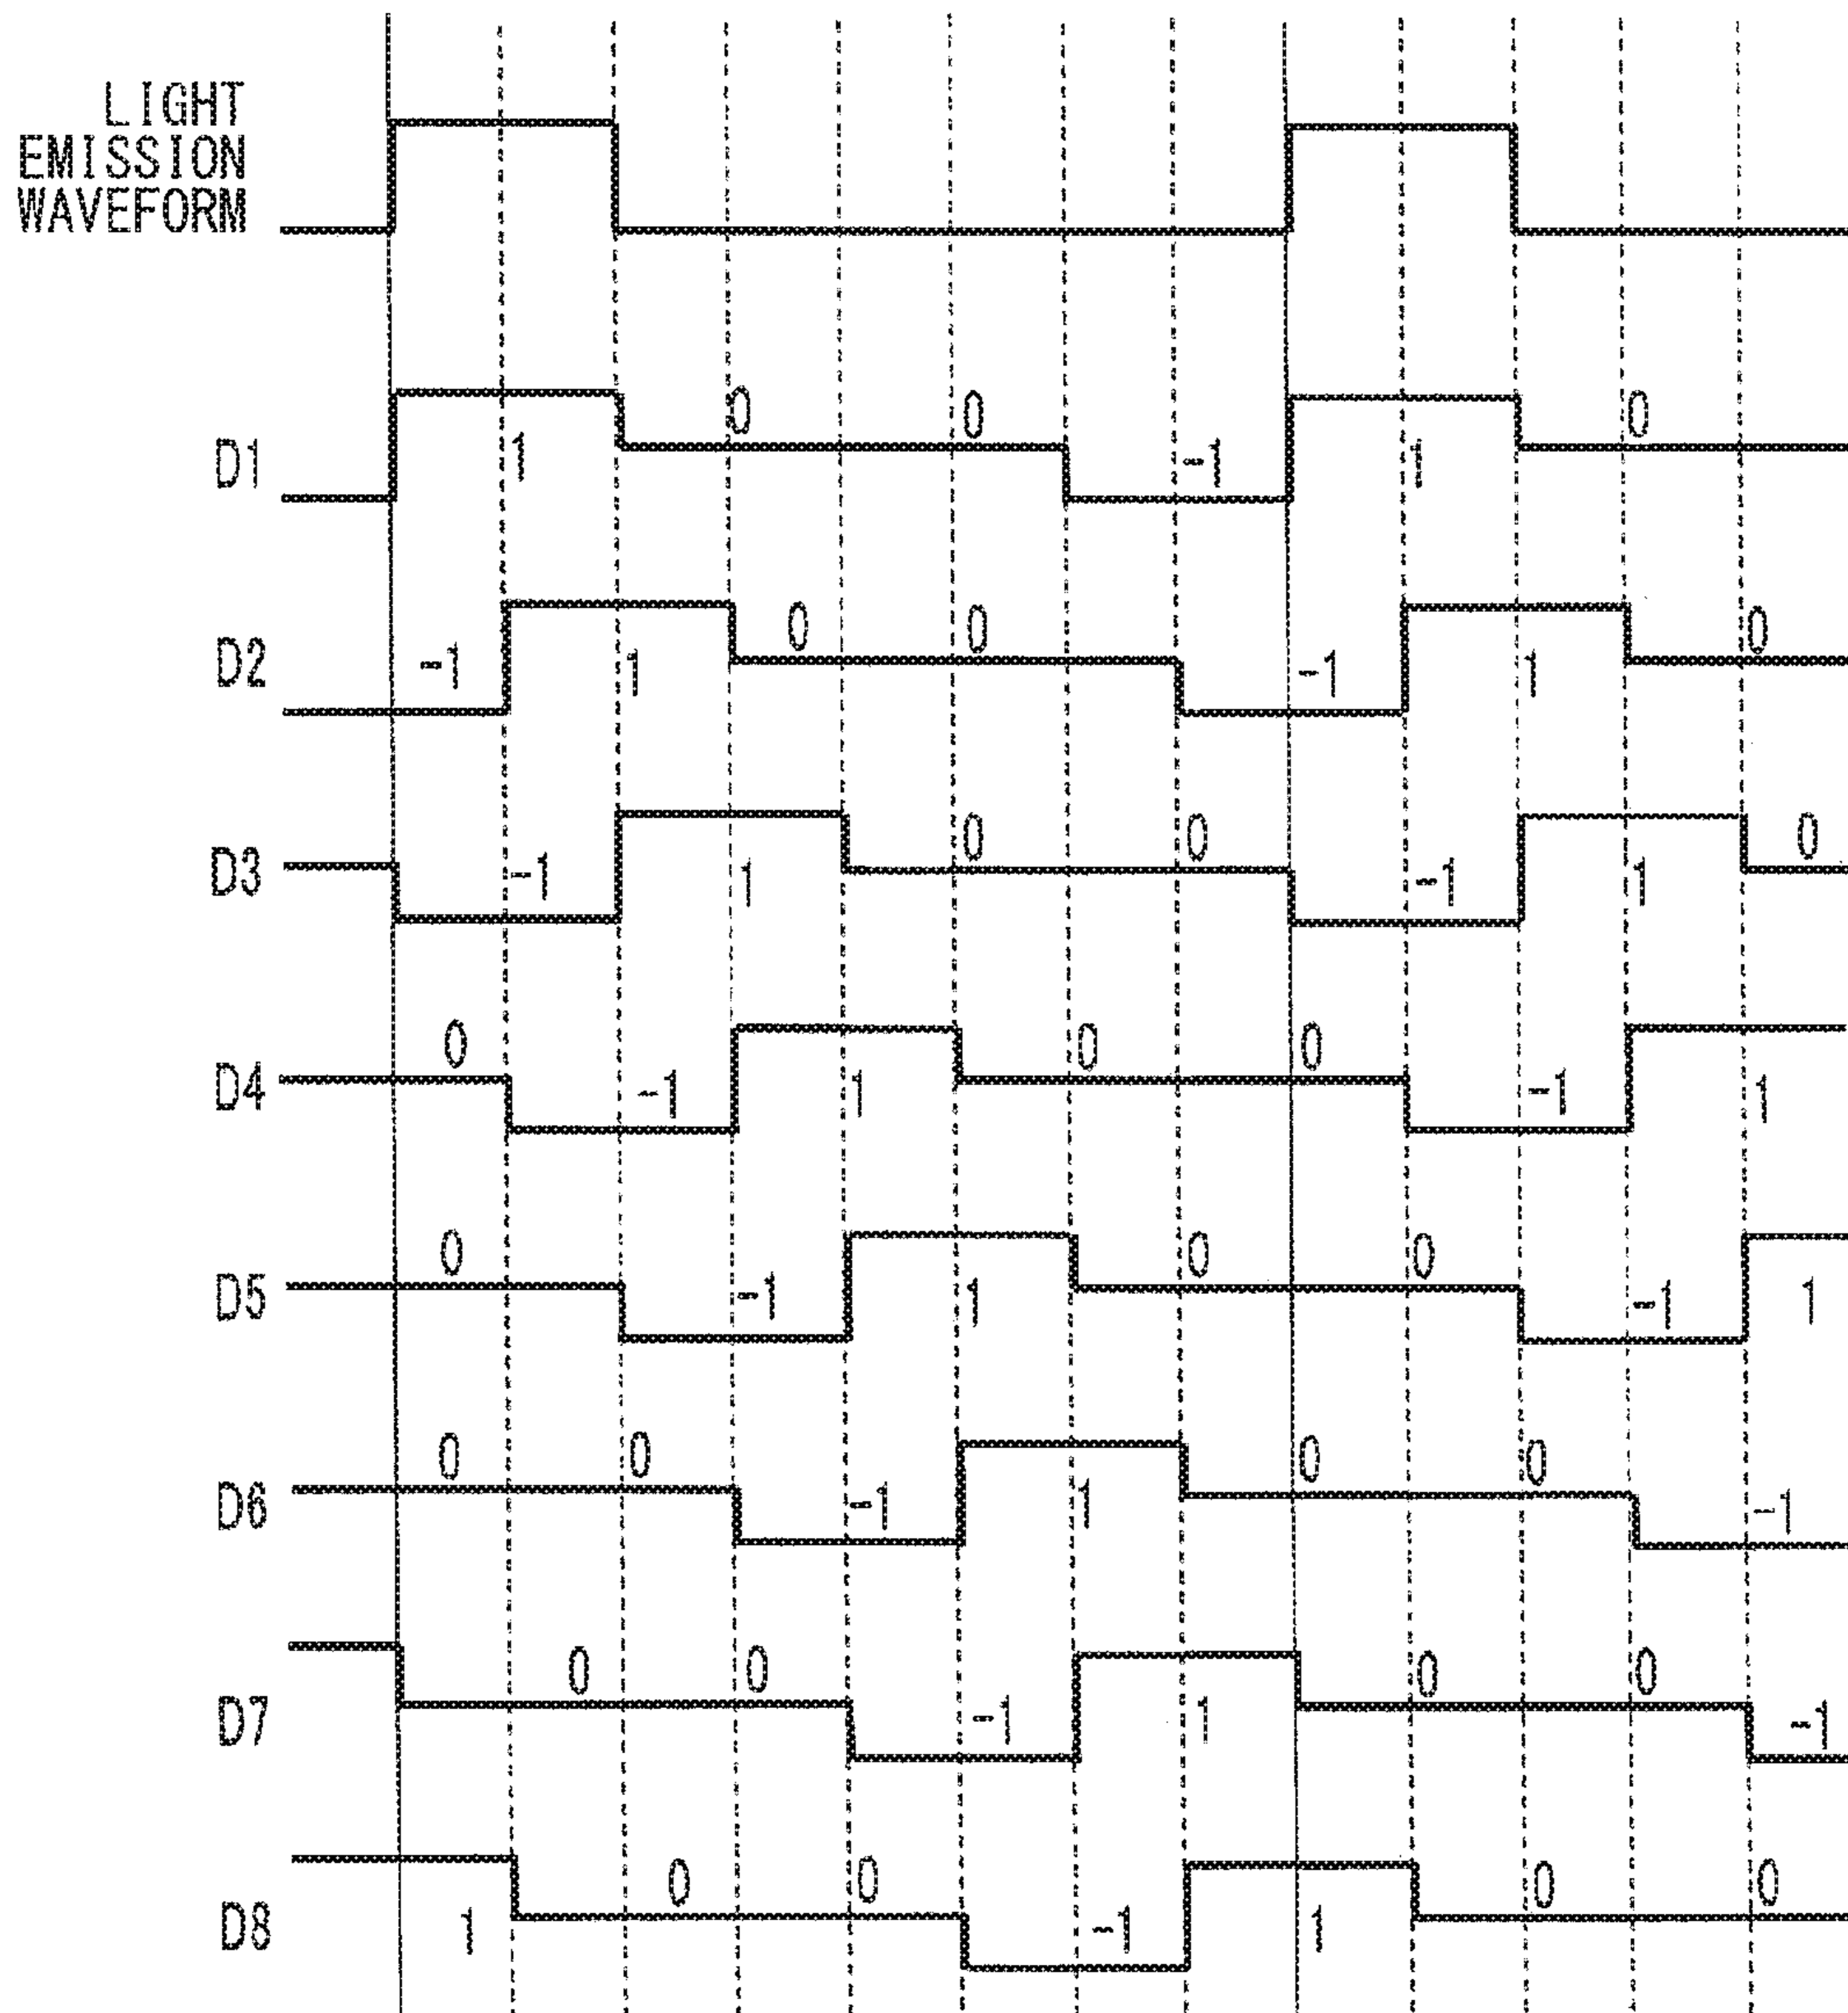 LIGHT
EMISSION
WAVEFORM
D1 1 0 0 -1 1 0
D2 -1 1 0 0 -1 1 0
D3 -1 1 0 0 -1 1 0
D4 0 -1 1 0 0 -1 1
D5 0 -1 1 0 0 -1 1
D6 0 0 -1 1 0 0 -1
D7 0 0 -1 1 0 0 -1
D8 1 0 0 -1 1 0 0